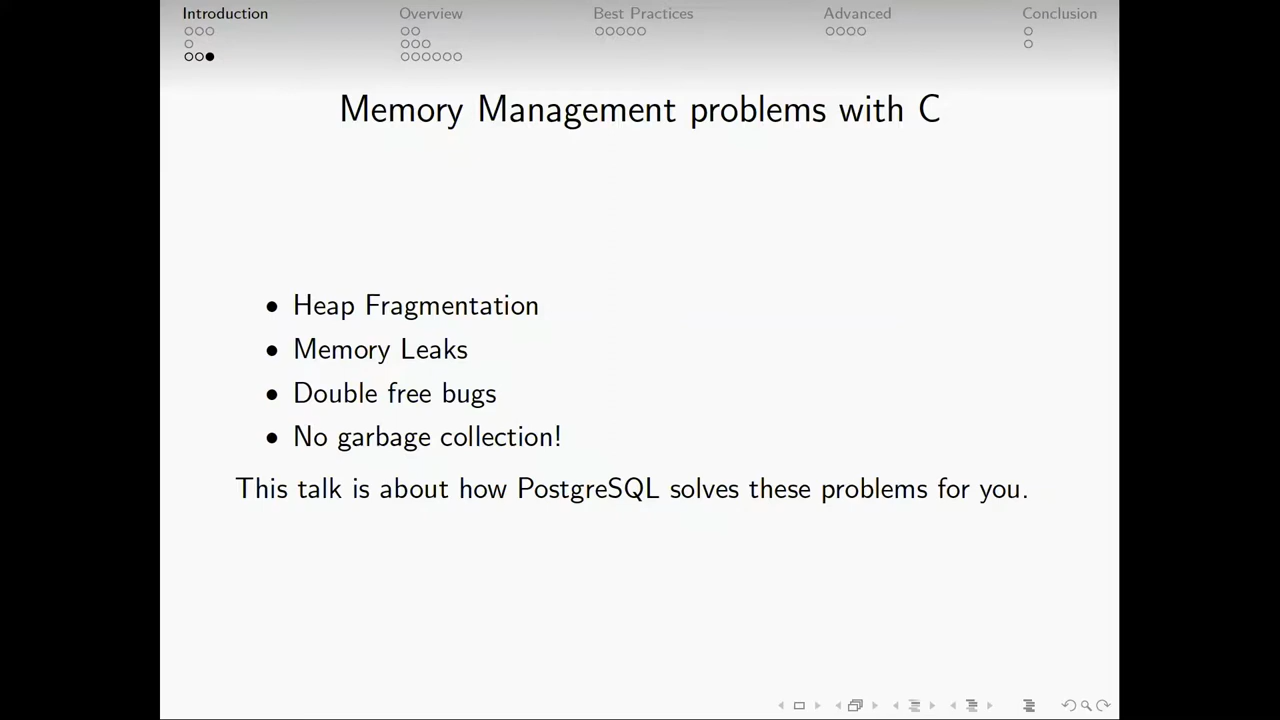 Introduction Overview Best Practices Advanced Conclusion
Memory Management problems with C
• Heap Fragmentation
• Memory Leaks
• Double free bugs
• No garbage collection!
This talk is about how PostgreSQL solves these problems for you.